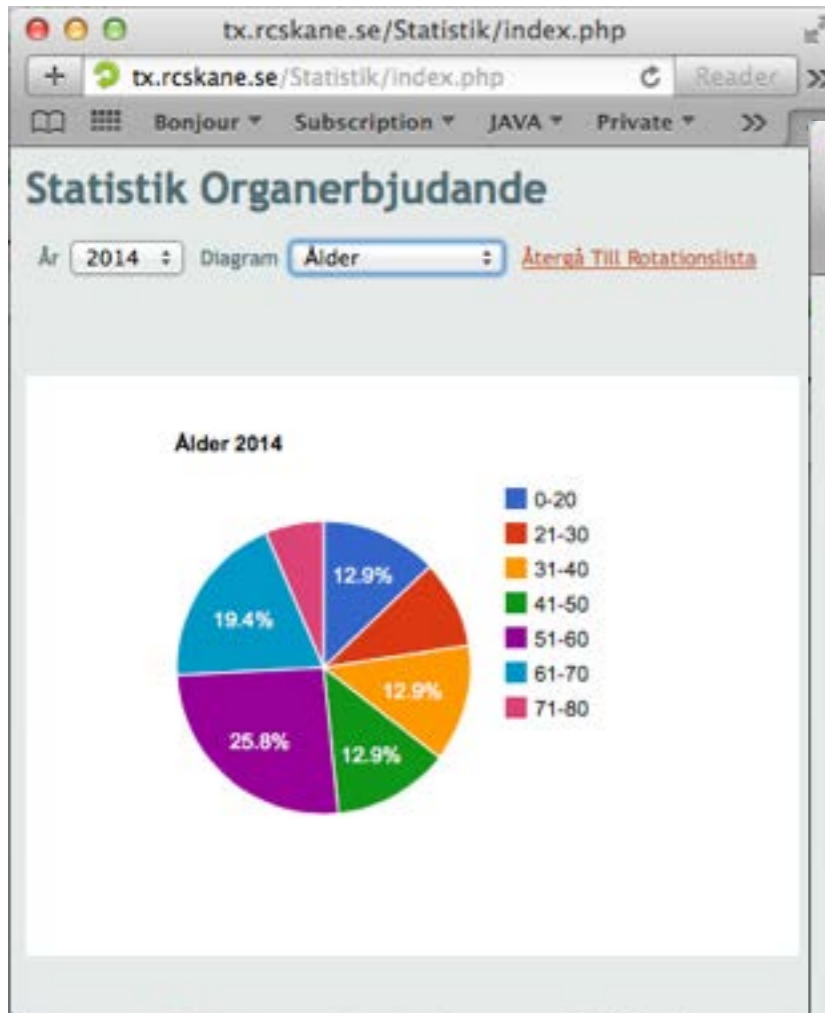 tx.rcskane.se/Statistik/index.php
tx.rcskane.se/Statistik/index.php Reader
Bonjour Subscription JAVA Private
Statistik Organerbjudande
År 2014 Diagram Ålder Återgå Till Rotationslista
Ålder 2014
0-20
21-30
31-40
41-50
51-60
61-70
71-80
12.9%
19.4%
12.9%
25.8%
12.9%